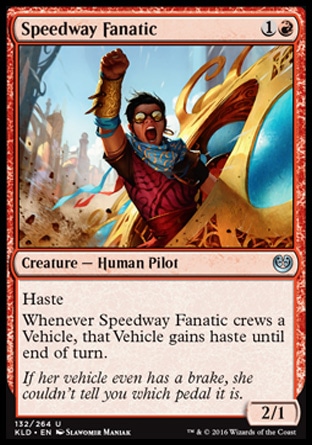 Speedway Fanatic 1
Creature — Human Pilot
Haste
Whenever Speedway Fanatic crews a
Vehicle, that Vehicle gains haste until
end of turn.
If her vehicle even has a brake, she
couldn't tell you which pedal it is.
2/1
132/264 U
KLD • EN Slawomir Maniak
™ & © 2016 Wizards of the Coast